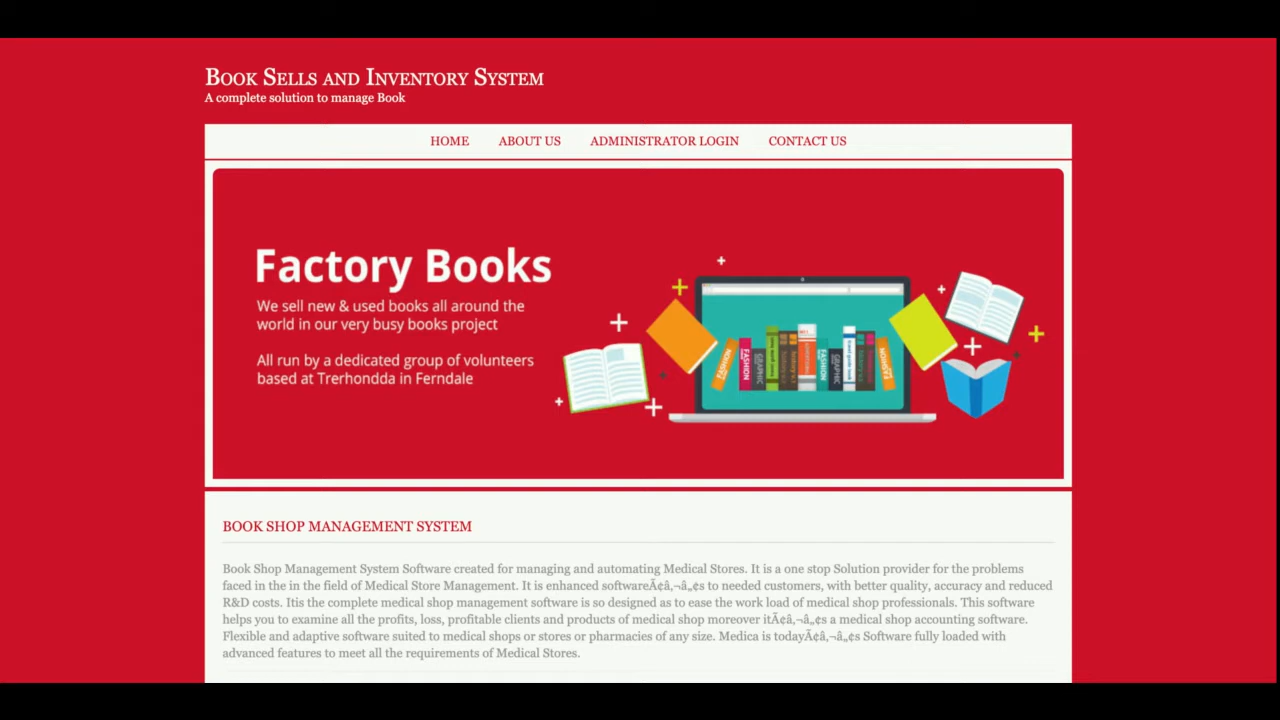 Book Sells and Inventory System
A complete solution to manage Book
HOME ABOUT US ADMINISTRATOR LOGIN CONTACT US
Factory Books
We sell new & used books all around the
world in our very busy books project
All run by a dedicated group of volunteers
based at Trerhondda in Ferndale
FASHION
FASHION
GRAPHIC
FASHION
GRAPHIC
FASHION
BOOK SHOP MANAGEMENT SYSTEM
Book Shop Management System Software created for managing and automating Medical Stores. It is a one stop Solution provider for the problems
faced in the in the field of Medical Store Management. It is enhanced softwareÃ¢â‚¬â„¢s to needed customers, with better quality, accuracy and reduced
R&D costs. Itis the complete medical shop management software is so designed as to ease the work load of medical shop professionals. This software
helps you to examine all the profits, loss, profitable clients and products of medical shop moreover itÃ¢â‚¬â„¢s a medical shop accounting software.
Flexible and adaptive software suited to medical shops or stores or pharmacies of any size. Medica is todayÃ¢â‚¬â„¢s Software fully loaded with
advanced features to meet all the requirements of Medical Stores.